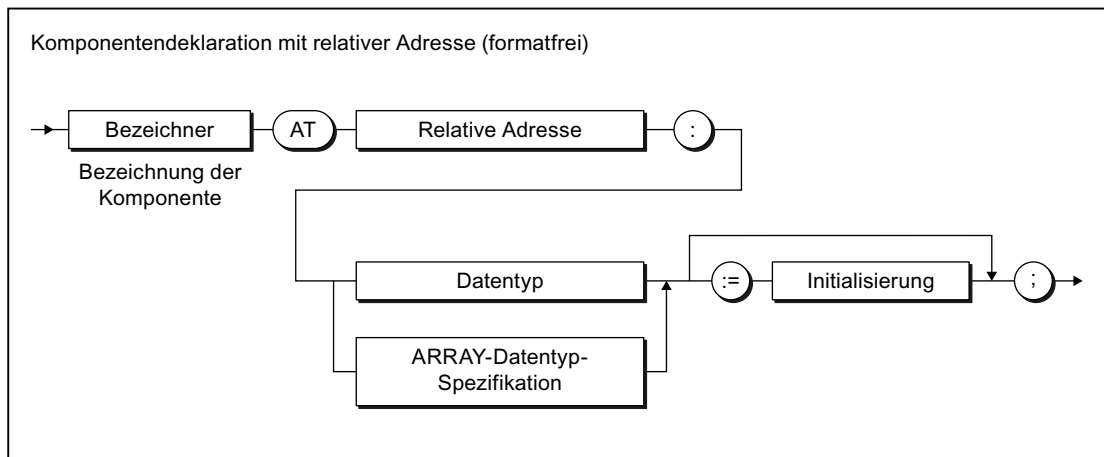 Komponentendeklaration mit relativer Adresse (formatfrei)
Bezeichner AT Relative Adresse :
Bezeichnung der
Komponente
Datentyp := Initialisierung ;
ARRAY-Datentyp-
Spezifikation